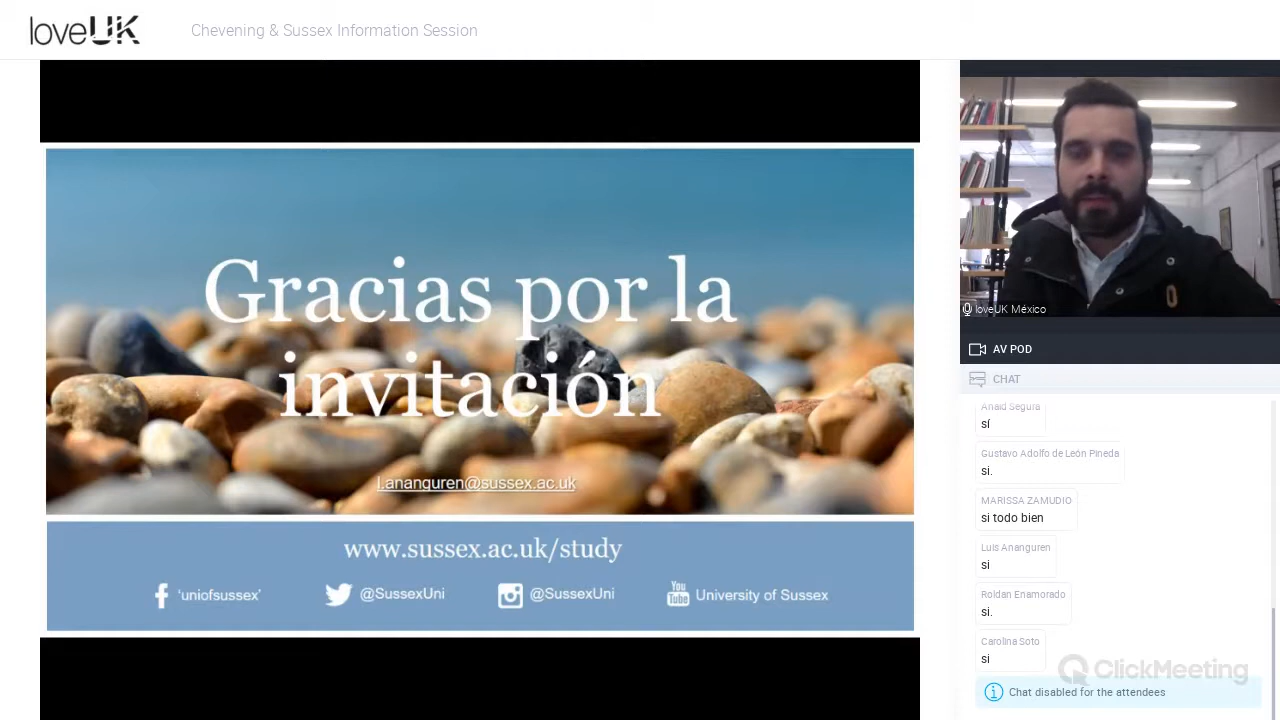 loveUK
Chevening & Sussex Information Session
Gracias por la
invitación
l.ananguren@sussex.ac.uk
www.sussex.ac.uk/study
'uniofsussex'
@SussexUni
@SussexUni
You
Tube
University of Sussex
loveUK México
AV POD
CHAT
Anaid Segura
sí
Gustavo Adolfo de León Pineda
si.
MARISSA ZAMUDIO
si todo bien
Luis Ananguren
si
Roldan Enamorado
si.
Carolina Soto
si
ClickMeeting
Chat disabled for the attendees